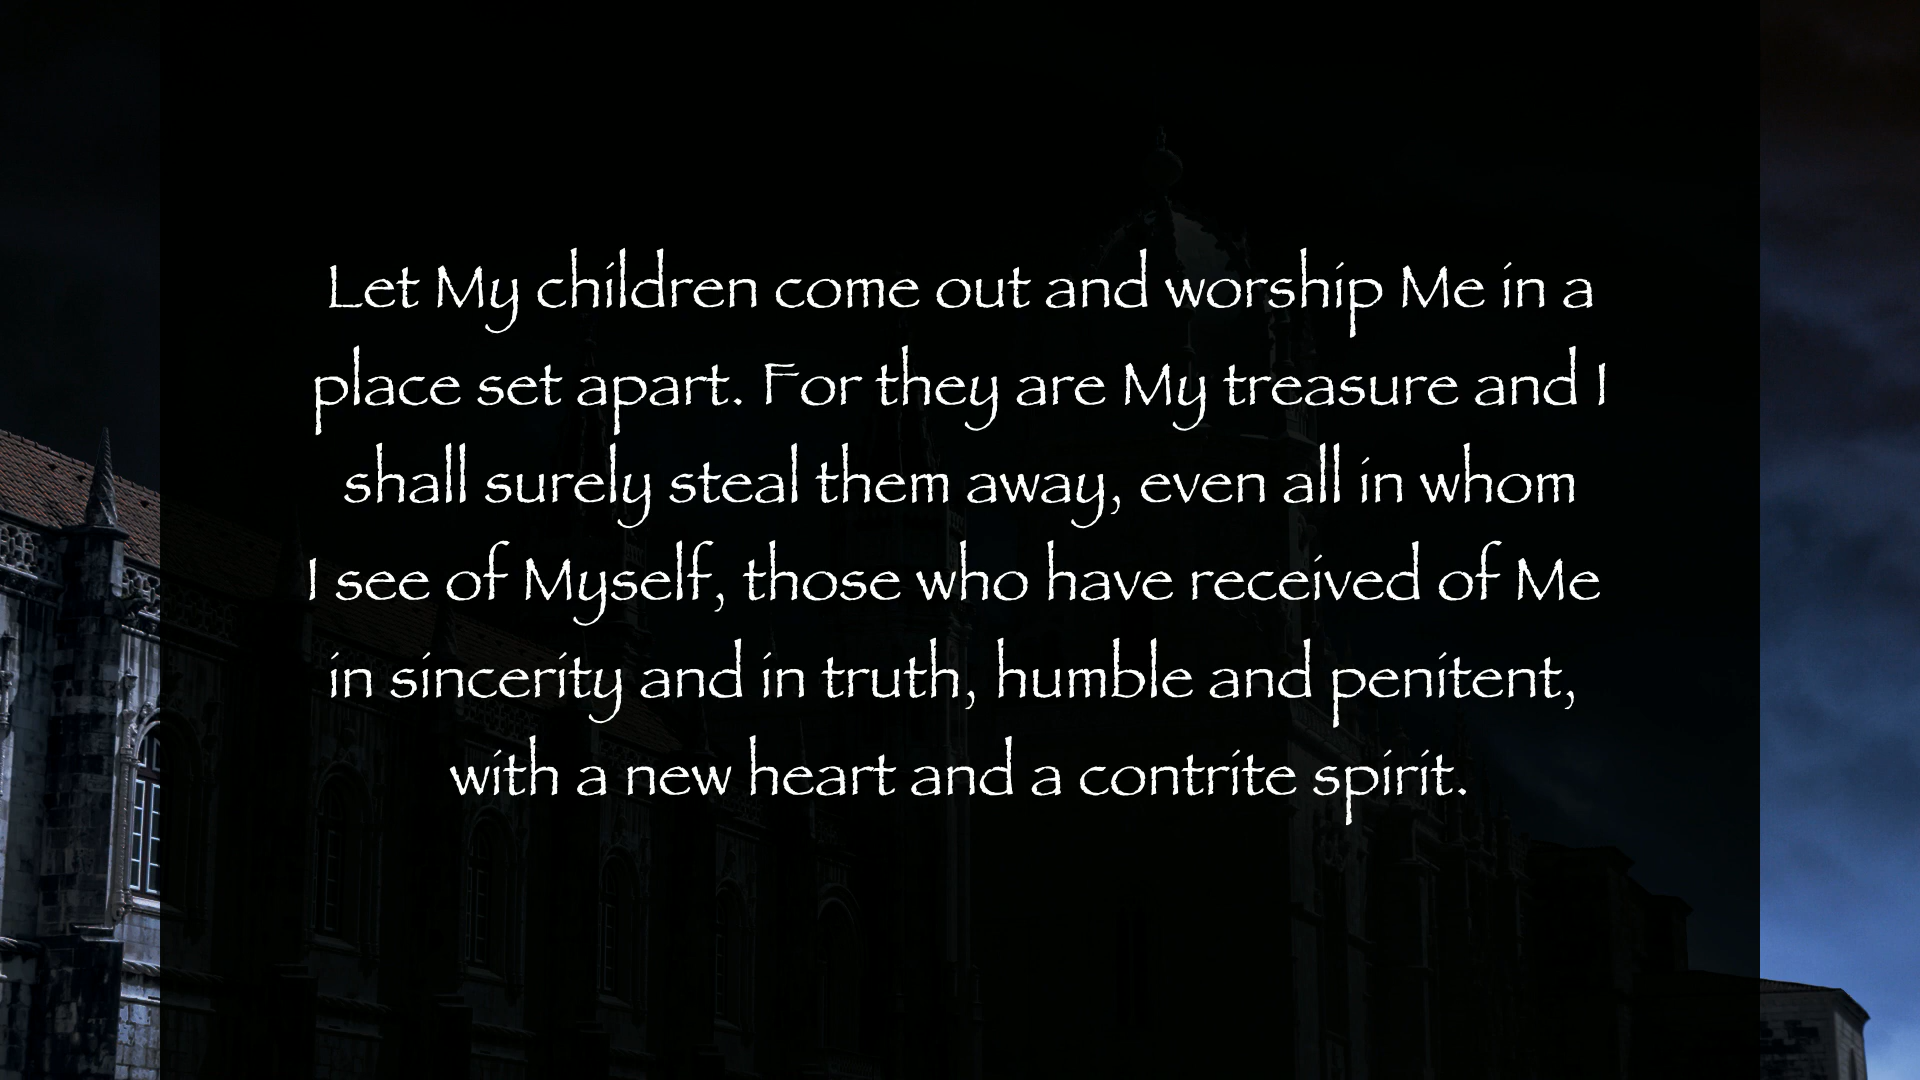 Let My children come out and worship Me in a
place set apart. For they are My treasure and I
shall surely steal them away, even all in whom
I see of Myself, those who have received of Me
in sincerity and in truth, humble and penitent,
with a new heart and a contrite spirit.